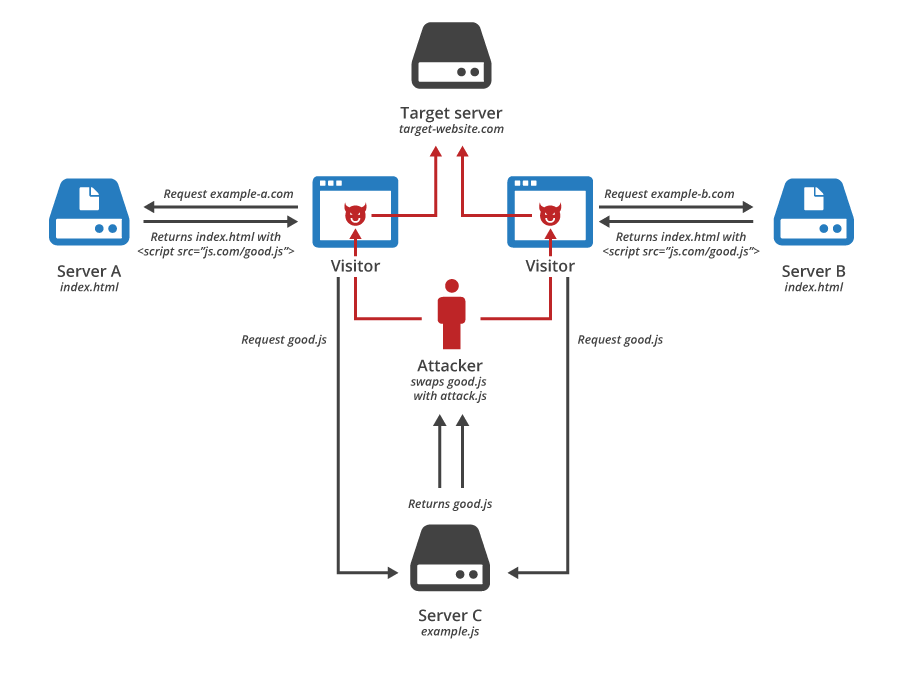 Target server
target-website.com
Request example-a.com
Request example-b.com
Returns index.html with
<script src=”js.com/good.js”>
Returns index.html with
<script src=”js.com/good.js”>
Server A
index.html
Visitor
Visitor
Server B
index.html
Request good.js
Request good.js
Attacker
swaps good.js
with attack.js
Returns good.js
Server C
example.js